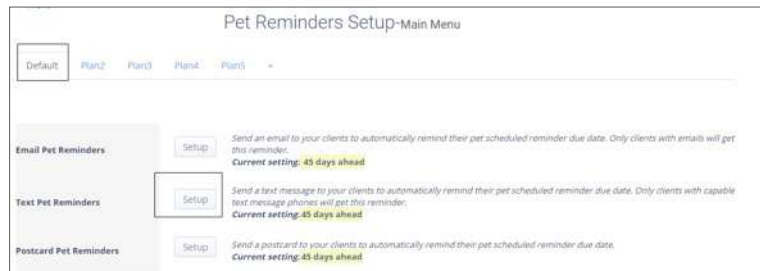 Pet Reminders Setup-Main Menu
Default Plan2 Plan3 Plan4 Plan5 +
Send an email to your clients to automatically remind their pet scheduled reminder due date. Only clients with emails will get
Email Pet Reminders Setup this reminder.
Current setting: 45 days ahead
Send a text message to your clients to automatically remind their pet scheduled reminder due date. Only clients with capable
Text Pet Reminders Setup text message phones will get this reminder.
Current setting:45 days ahead
Send a postcard to your clients to automatically remind their pet scheduled reminder due date.
Postcard Pet Reminders Setup
Current setting:45 days ahead